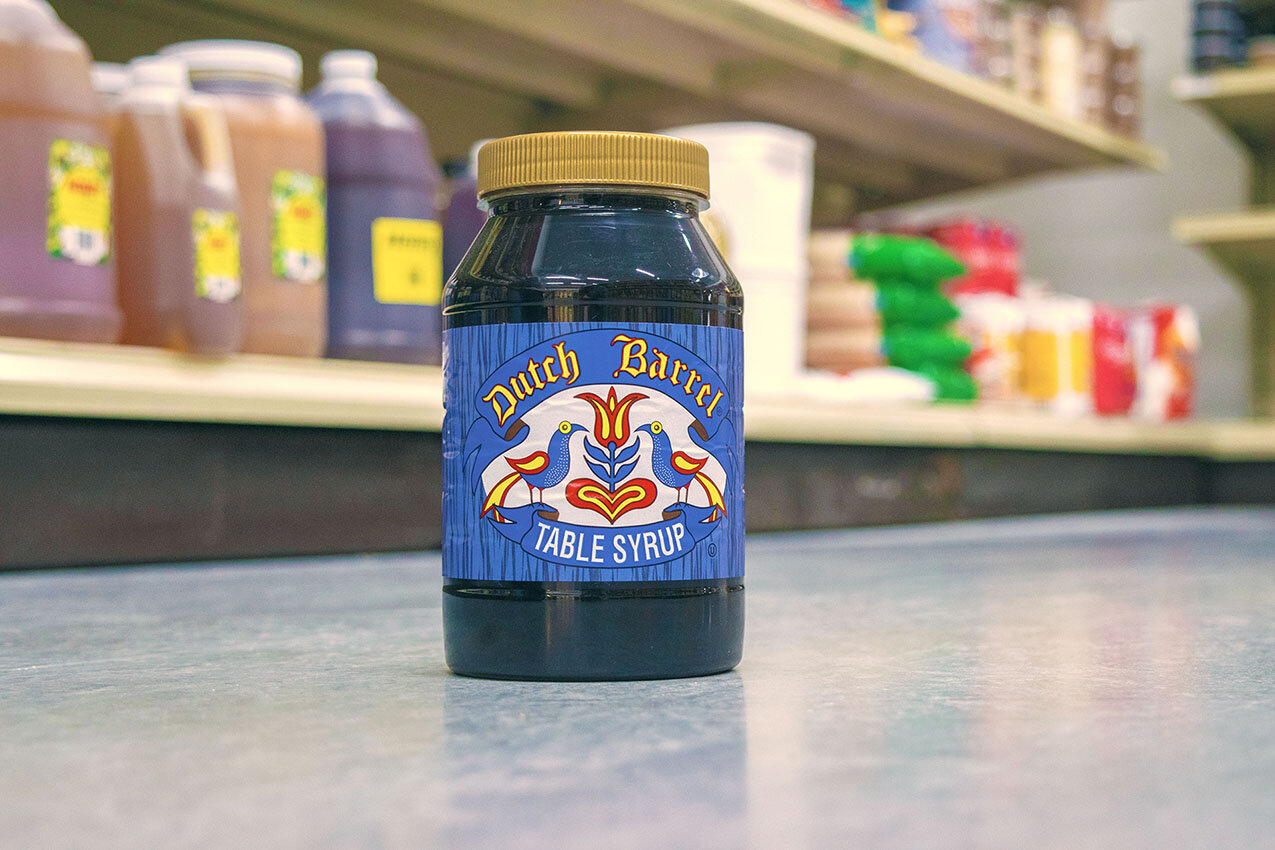 Dutch Barrel®
TABLE SYRUP
Ⓤ